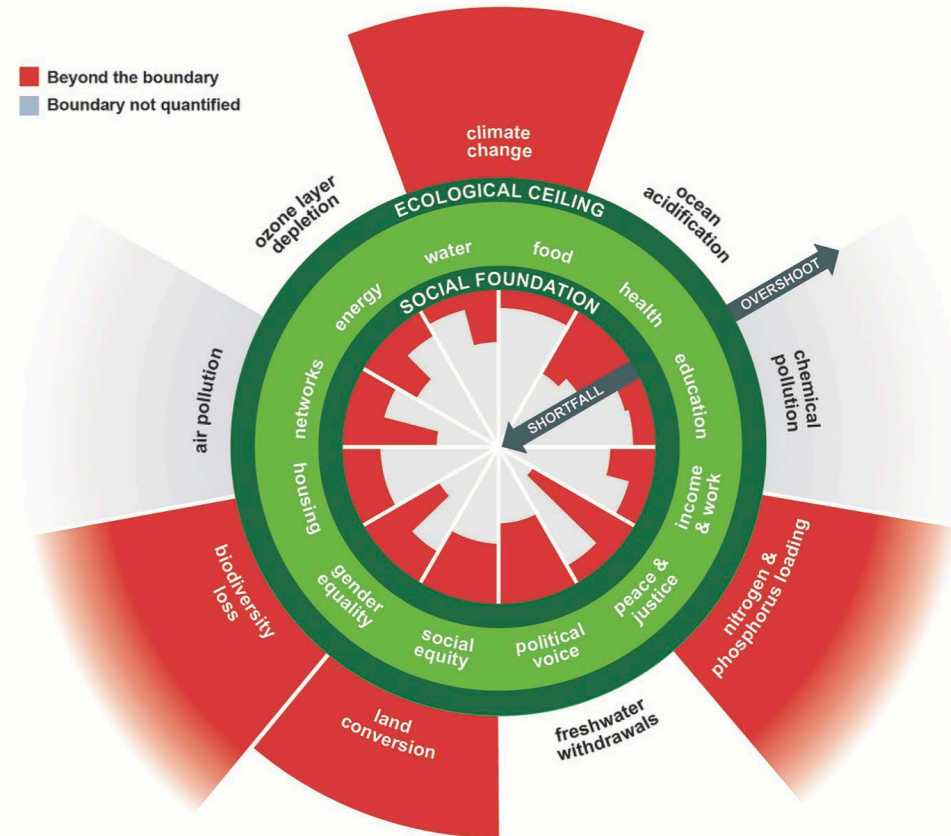 Beyond the boundary
Boundary not quantified
climate
change
ozone layer
depletion
ocean
acidification
ECOLOGICAL CEILING
OVERSHOOT
water
food
energy
health
SOCIAL FOUNDATION
air pollution
networks
SHORTFALL
education
chemical
pollution
housing
income
& work
biodiversity
loss
gender
equality
social
equity
political
voice
peace &
justice
nitrogen &
phosphorus loading
land
conversion
freshwater
withdrawals